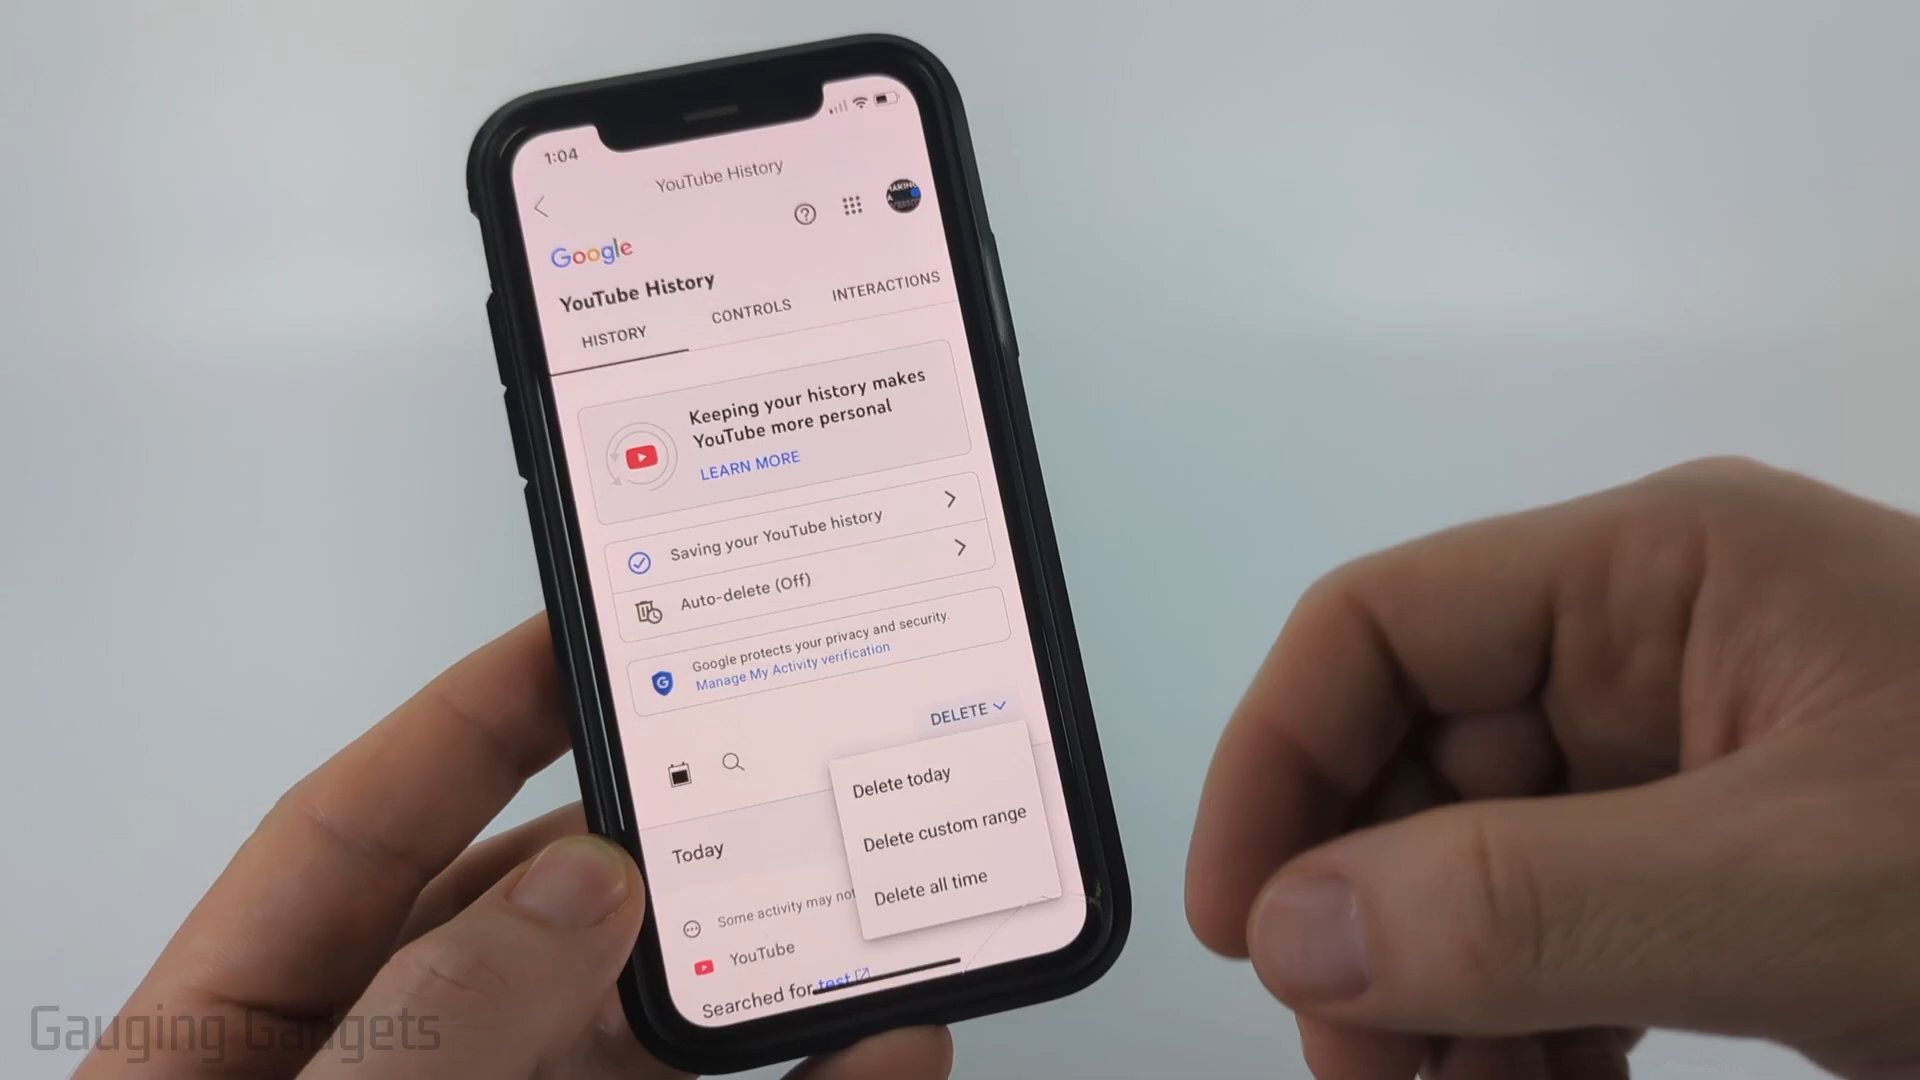 1:04
YouTube History
Google
YouTube History
HISTORY
CONTROLS
INTERACTIONS
Keeping your history makes
YouTube more personal
LEARN MORE
Saving your YouTube history
Auto-delete (Off)
Google protects your privacy and security.
Manage My Activity verification
DELETE
Delete today
Delete custom range
Delete all time
Today
Some activity may not
YouTube
Searched for test
Gauging Gadgets